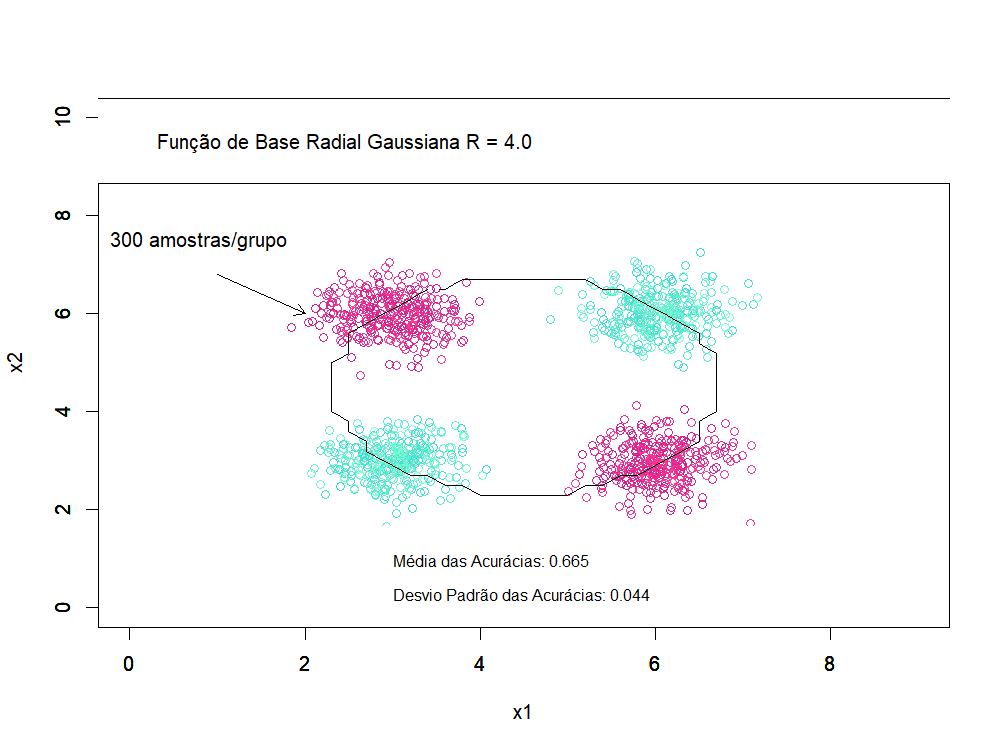 Função de Base Radial Gaussiana R = 4.0
300 amostras/grupo
Média das Acurácias: 0.665
Desvio Padrão das Acurácias: 0.044
x2
10
8
6
4
2
0
0 2 4 6 8
x1